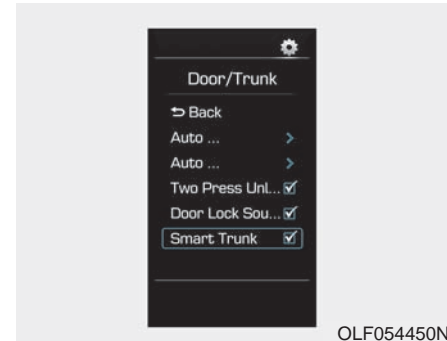 Door/Trunk
Back
Auto ...
Auto ...
Two Press Unl...
Door Lock Sou...
Smart Trunk
OLF054450N